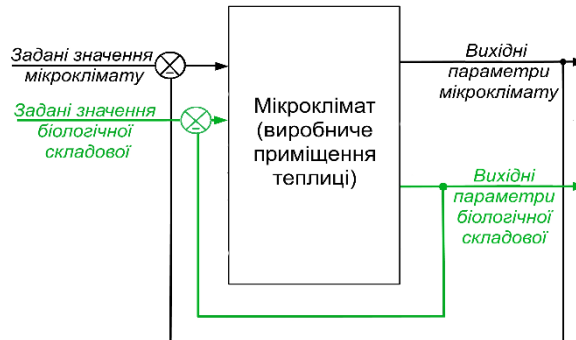 Задані значення
мікроклімату
Задані значення
біологічної
складової
Мікроклімат
(виробниче
приміщення
теплиці)
Вихідні
параметри
мікроклімату
Вихідні
параметри
біологічної
складової